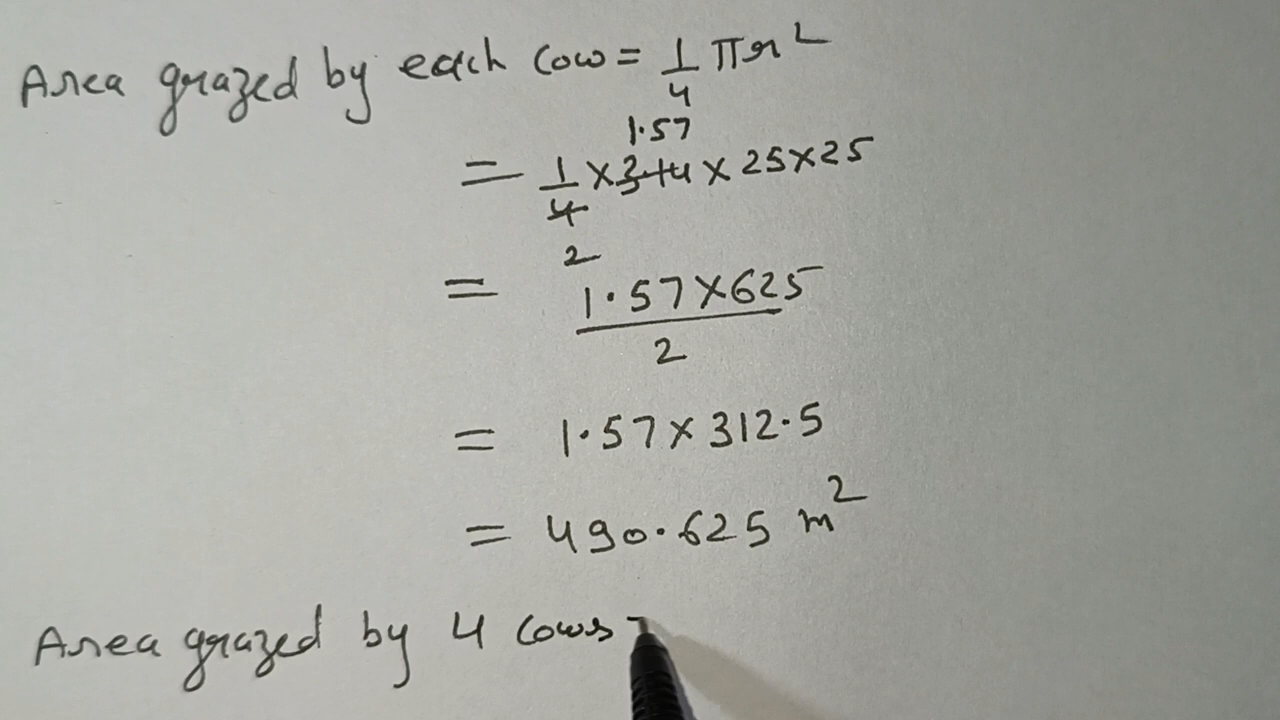 Area grazed by each cow = 1/4 πr²
1.57
= 1/4 × 3.14 × 25 × 25
2
= 1.57 × 625 / 2
= 1.57 × 312.5
= 490.625 m²
Area grazed by 4 cows